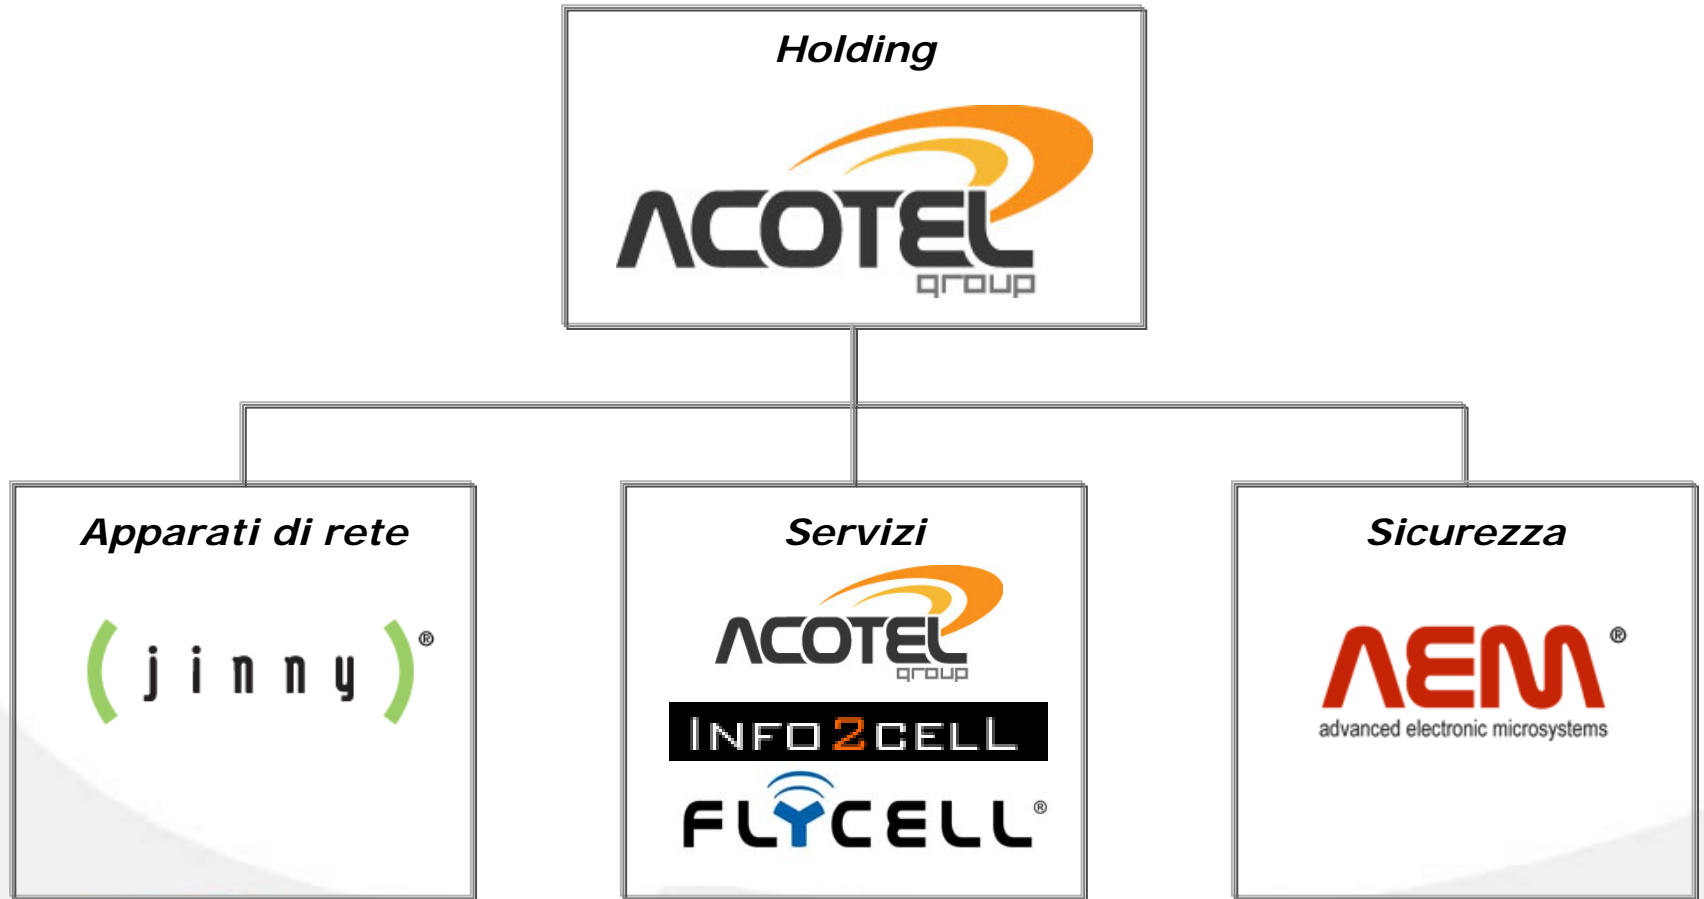 Holding
ACOTEL
group
Apparati di rete
(jinny)®
Servizi
ACOTEL
group
INFO2CELL
FLYCELL®
Sicurezza
AEM®
advanced electronic microsystems